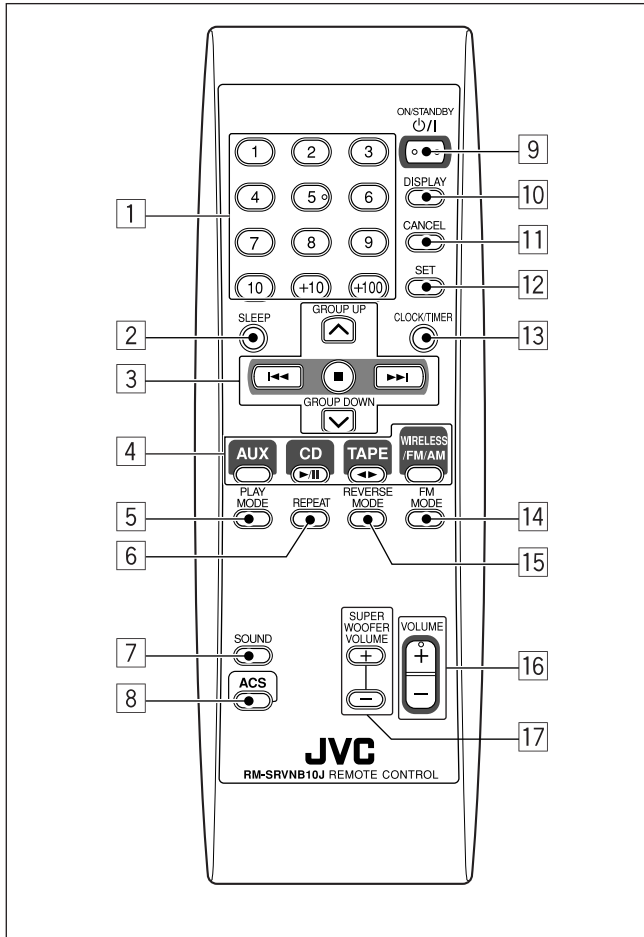 ON/STANDBY
⏻/I
1 2 3
9
DISPLAY
4 5 6
10
1
CANCEL
7 8 9
11
SET
10 +10 +100
12
SLEEP
GROUP UP
CLOCK/TIMER
2
13
3
GROUP DOWN
4
AUX
CD
TAPE
WIRELESS
/FM/AM
PLAY
MODE
REPEAT
REVERSE
MODE
FM
MODE
5
14
6
15
SUPER
WOOFER
VOLUME
VOLUME
SOUND
+
+
7
16
ACS
–
–
8
17
JVC
RM-SRVNB10J REMOTE CONTROL